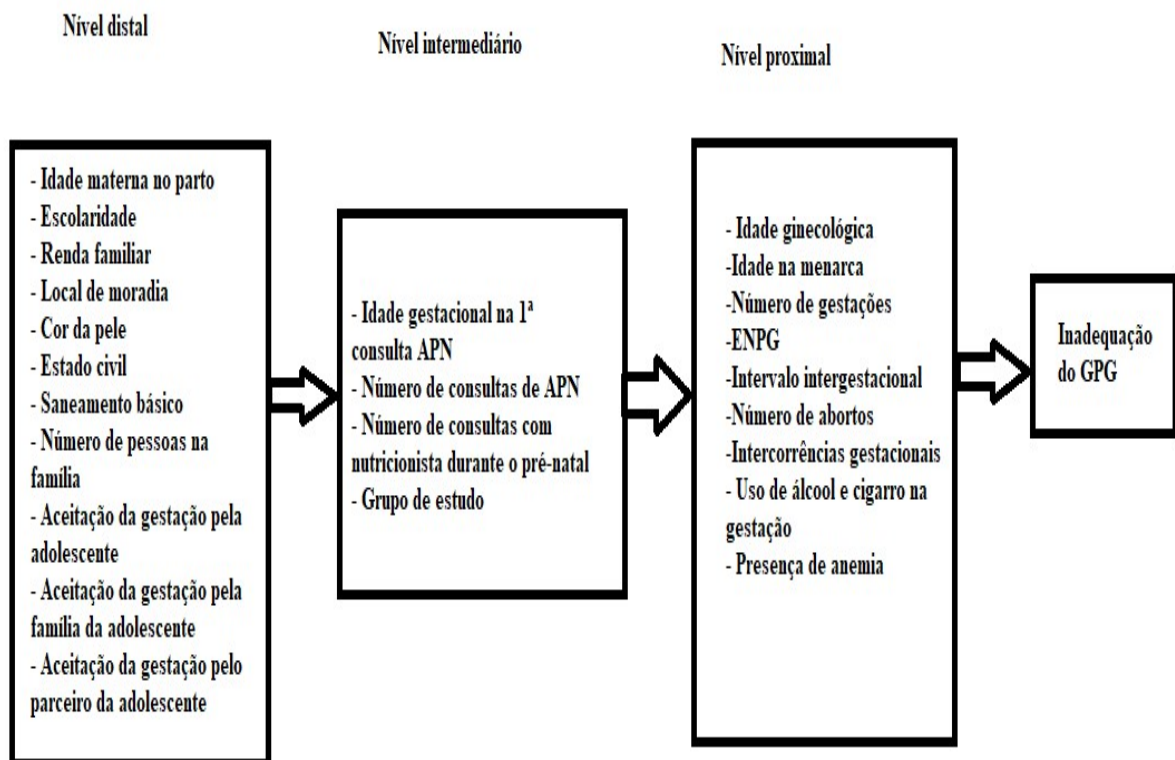 Nível distal
Nível intermediário
Nível proximal
- Idade materna no parto
- Escolaridade
- Renda familiar
- Local de moradia
- Cor da pele
- Estado civil
- Saneamento básico
- Número de pessoas na
família
- Aceitação da gestação pela
adolescente
- Aceitação da gestação pela
família da adolescente
- Aceitação da gestação pelo
parceiro da adolescente
- Idade gestacional na 1ª
consulta APN
- Número de consultas de APN
- Número de consultas com
nutricionista durante o pré-natal
- Grupo de estudo
- Idade ginecológica
-Idade na menarca
-Número de gestações
-ENPG
-Intervalo intergestacional
-Número de abortos
-Intercorrências gestacionais
- Uso de álcool e cigarro na
gestação
- Presença de anemia
Inadequação
do GPG